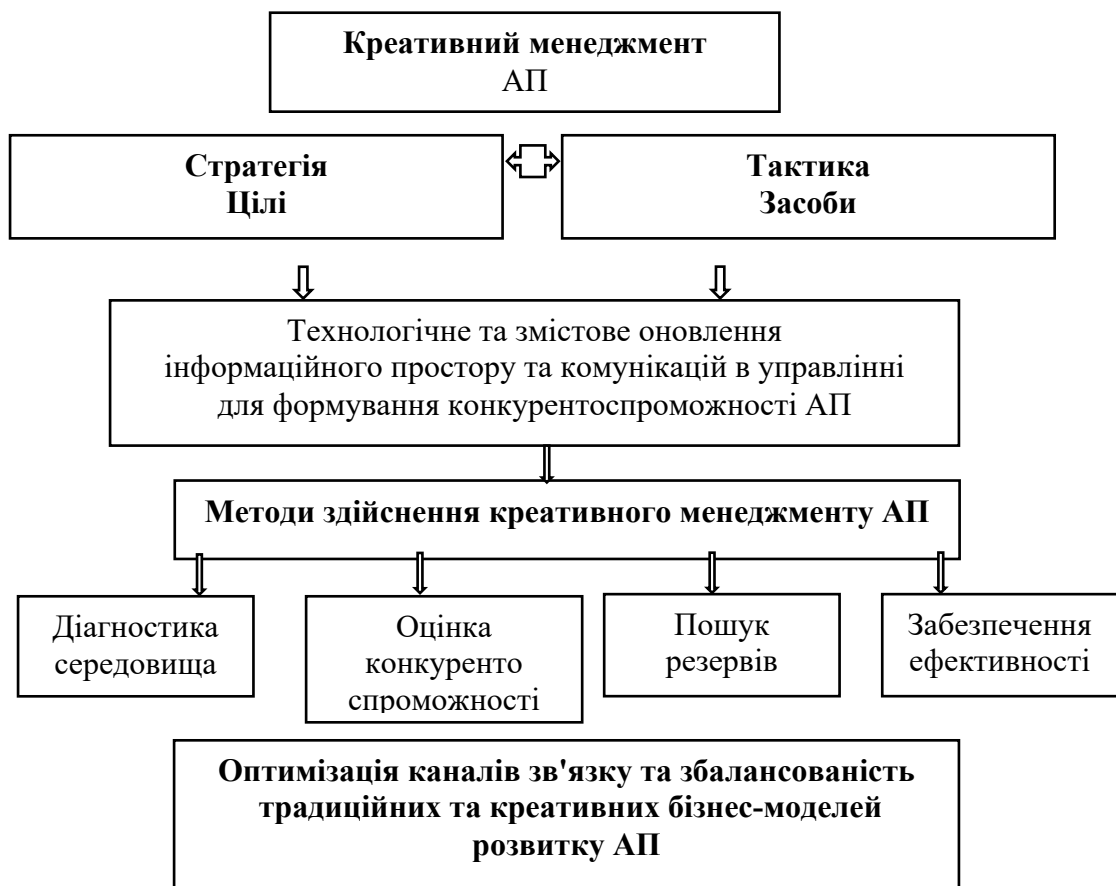 Креативний менеджмент
АП
Стратегія
Цілі
Тактика
Засоби
Технологічне та змістове оновлення
інформаційного простору та комунікацій в управлінні
для формування конкурентоспроможності АП
Методи здійснення креативного менеджменту АП
Діагностика
середовища
Оцінка
конкуренто
спроможності
Пошук
резервів
Забезпечення
ефективності
Оптимізація каналів зв'язку та збалансованість
традиційних та креативних бізнес-моделей
розвитку АП